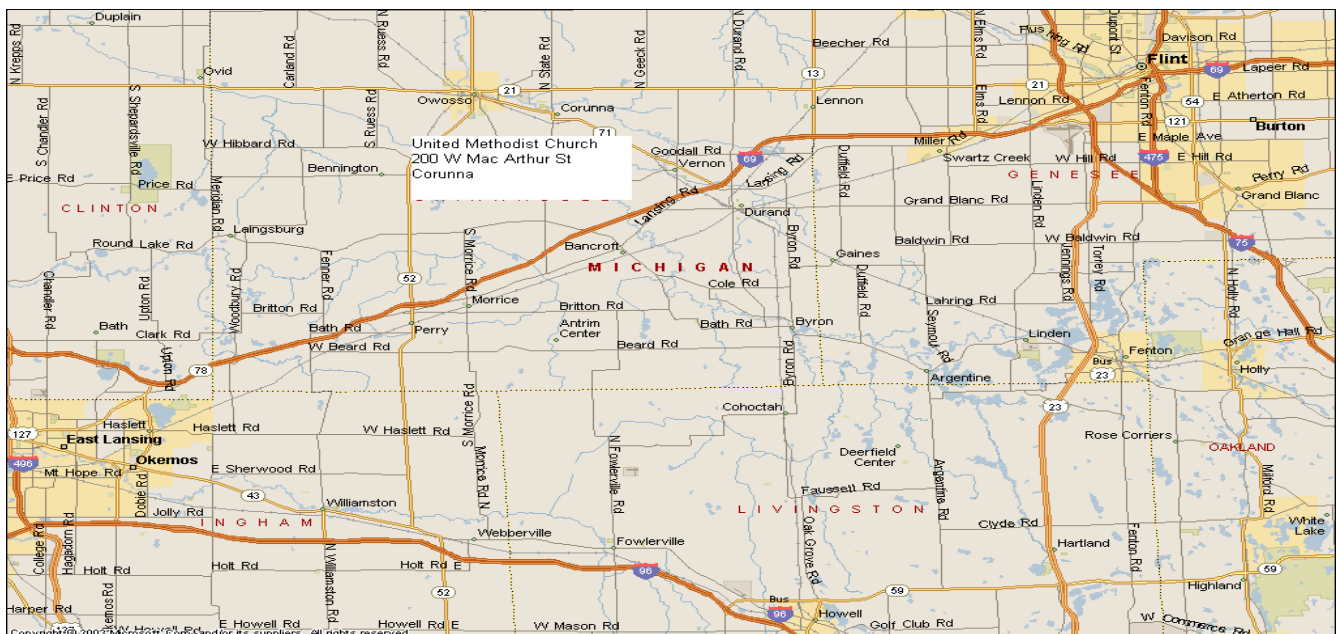 Duplain
N Krepps Rd
Ovid
Carland Rd
N Ruess Rd
N State Rd
N Geeck Rd
N Durand Rd
Beecher Rd
N Elms Rd
Dupont St
Davison Rd
Flint
69
Lapeer Rd
21
Owosso
Corunna
13
Lennon
Lennon Rd
21
Elms Rd
Fenton Rd
54
E Atherton Rd
S Chandler Rd
S Shepardsville Rd
S Ruess Rd
71
121
Burton
W Hibbard Rd
United Methodist Church
200 W Mac Arthur St
Corunna
Goodall Rd
Vernon
69
Lansing Rd
Duffield Rd
Miller Rd
Swartz Creek
E Maple Ave
W Hill Rd
475
E Hill Rd
Bennington
E Price Rd
Price Rd
Meridian Rd
GENESEE
Perry Rd
Grand Blanc
CLINTON
Lansing Rd
Durand
Grand Blanc Rd
Linden Rd
Laingsburg
Round Lake Rd
Bancroft
Byron Rd
Baldwin Rd
W Baldwin Rd
75
Gaines
MICHIGAN
S Morrice Rd
Fenner Rd
52
Cole Rd
Duffield Rd
Jennings Rd
Torrey Rd
N Holly Rd
Chandler Rd
Upton Rd
Woodbury Rd
Britton Rd
Morrice
Britton Rd
Lahring Rd
Bath
Clark Rd
Bath Rd
Perry
Antrim
Center
Bath Rd
Byron
S Seymour Rd
Linden
W Beard Rd
Beard Rd
Fenton
Orange Hall Rd
Upton Rd
78
Byron Rd
Argentine
Bus
23
Holly
Cohoctah
23
127
Haslett
Haslett Rd
W Haslett Rd
S Morrice Rd
Rose Corners
OAKLAND
East Lansing
N Fowlerville Rd
Deerfield
Center
496
Okemos
Mt Hope Rd
E Sherwood Rd
Morrice Rd N
Faussett Rd
Argentine Rd
Milford Rd
Dobie Rd
43
Williamston
Jolly Rd
INGHAM
LIVINGSTON
Clyde Rd
White
Lake
College Rd
Hagadorn Rd
N Williamston Rd
Webberville
Fowlerville
Oak Grove Rd
Hartland
Fenton Rd
Holt Rd
Holt Rd
Holt Rd E
96
59
Highland
59
52
Bus
96
Howell
Harper Rd
E Howell Rd
E Howell Rd
W Mason Rd
Golf Club Rd
W Commerce Rd